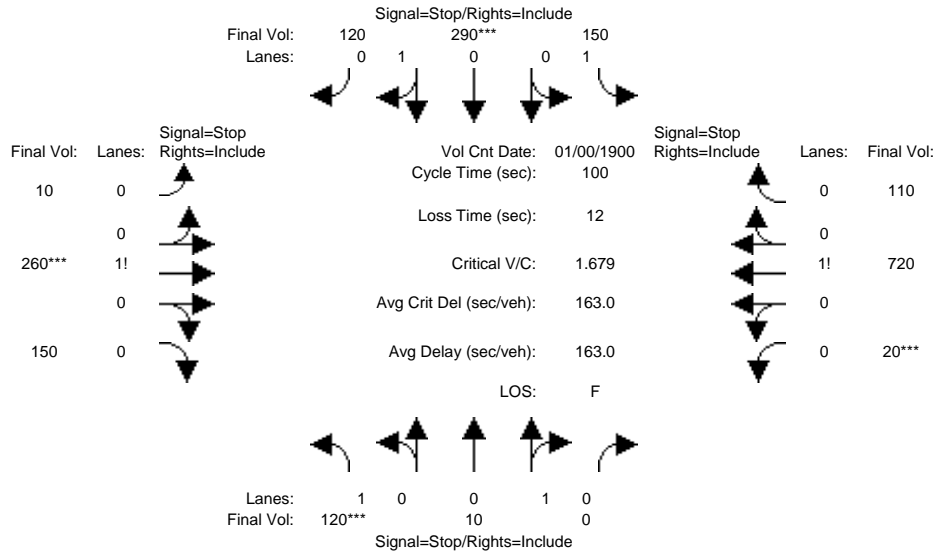 Signal=Stop/Rights=Include
Final Vol: 120 290*** 150
Lanes: 0 1 0 0 1
Signal=Stop Signal=Stop
Final Vol: Lanes: Rights=Include Vol Cnt Date: 01/00/1900 Rights=Include Lanes: Final Vol:
Cycle Time (sec): 100
10 0 0 110
Loss Time (sec): 12
0 0
260*** 1! Critical V/C: 1.679 1! 720
0 Avg Crit Del (sec/veh): 163.0 0
150 0 Avg Delay (sec/veh): 163.0 0 20***
LOS: F
Lanes: 1 0 0 1 0
Final Vol: 120*** 10 0
Signal=Stop/Rights=Include